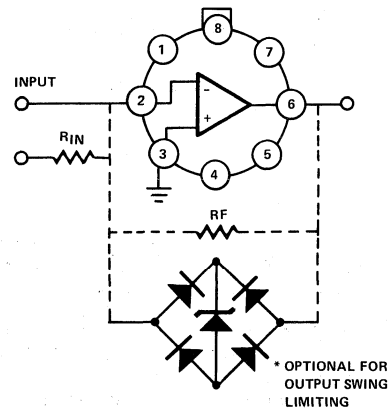 8
1
7
INPUT
2
−
6
+
RIN
3
5
4
RF
* OPTIONAL FOR
OUTPUT SWING
LIMITING